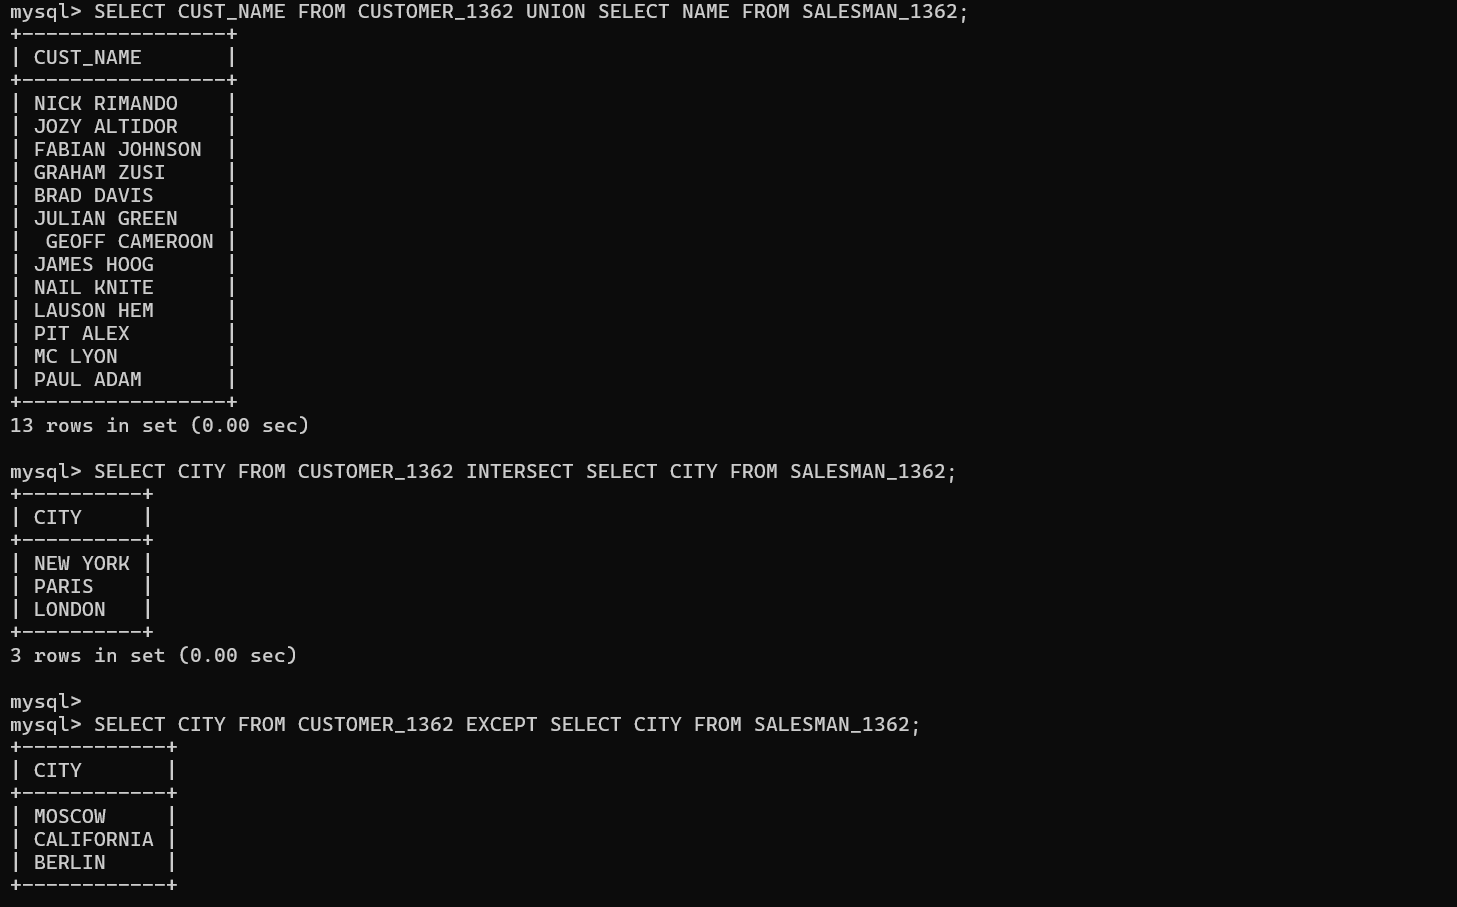 mysql> SELECT CUST_NAME FROM CUSTOMER_1362 UNION SELECT NAME FROM SALESMAN_1362;
+-----------------+
| CUST_NAME       |
+-----------------+
| NICK RIMANDO    |
| JOZY ALTIDOR    |
| FABIAN JOHNSON  |
| GRAHAM ZUSI     |
| BRAD DAVIS      |
| JULIAN GREEN    |
|  GEOFF CAMEROON |
| JAMES HOOG      |
| NAIL KNITE      |
| LAUSON HEM      |
| PIT ALEX        |
| MC LYON         |
| PAUL ADAM       |
+-----------------+
13 rows in set (0.00 sec)

mysql> SELECT CITY FROM CUSTOMER_1362 INTERSECT SELECT CITY FROM SALESMAN_1362;
+----------+
| CITY     |
+----------+
| NEW YORK |
| PARIS    |
| LONDON   |
+----------+
3 rows in set (0.00 sec)

mysql>
mysql> SELECT CITY FROM CUSTOMER_1362 EXCEPT SELECT CITY FROM SALESMAN_1362;
+------------+
| CITY       |
+------------+
| MOSCOW     |
| CALIFORNIA |
| BERLIN     |
+------------+